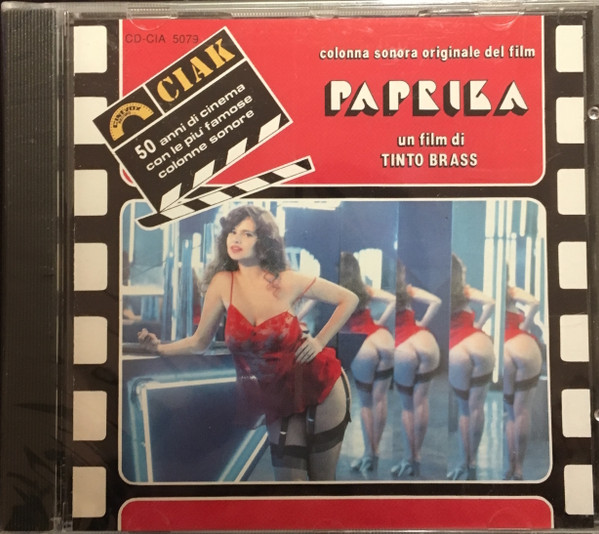 CD-CIA 5079
CIAK
50 anni di cinema
con le piu' famose
colonne sonore
colonna sonora originale del film
PAPRIKA
un film di
TINTO BRASS